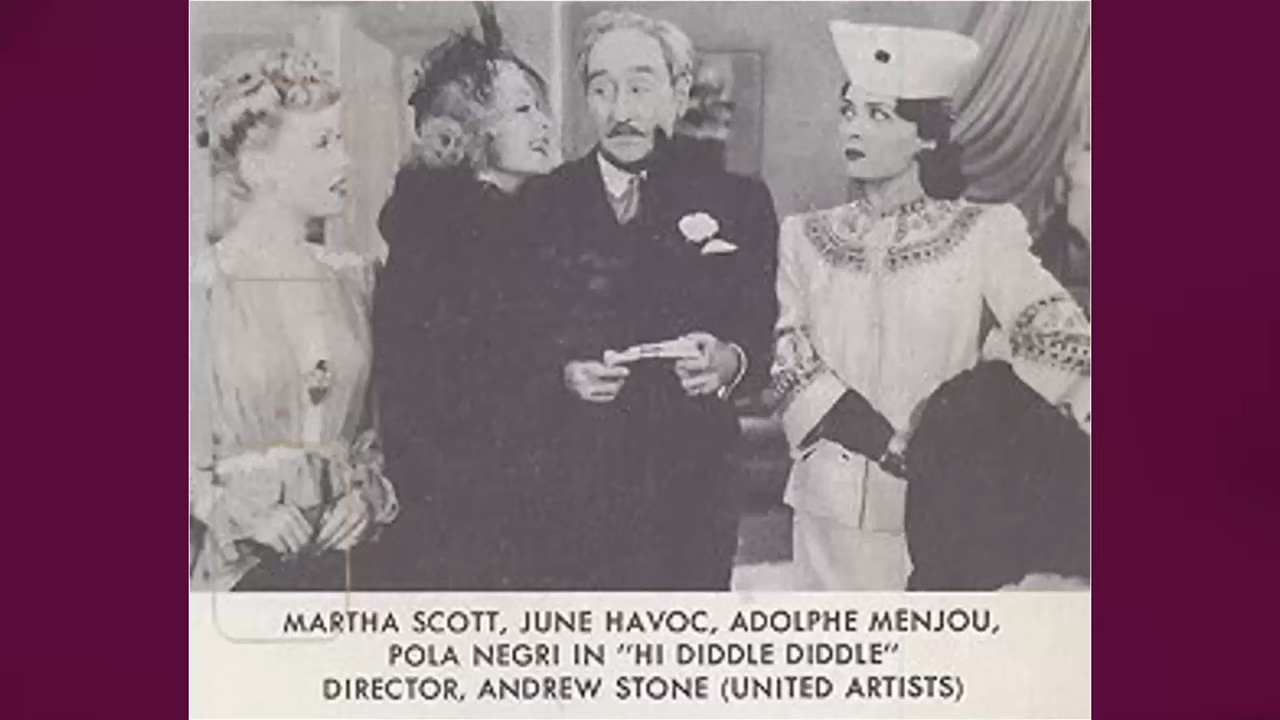 MARTHA SCOTT, JUNE HAVOC, ADOLPHE MENJOU,
POLA NEGRI IN "HI DIDDLE DIDDLE"
DIRECTOR, ANDREW STONE (UNITED ARTISTS)